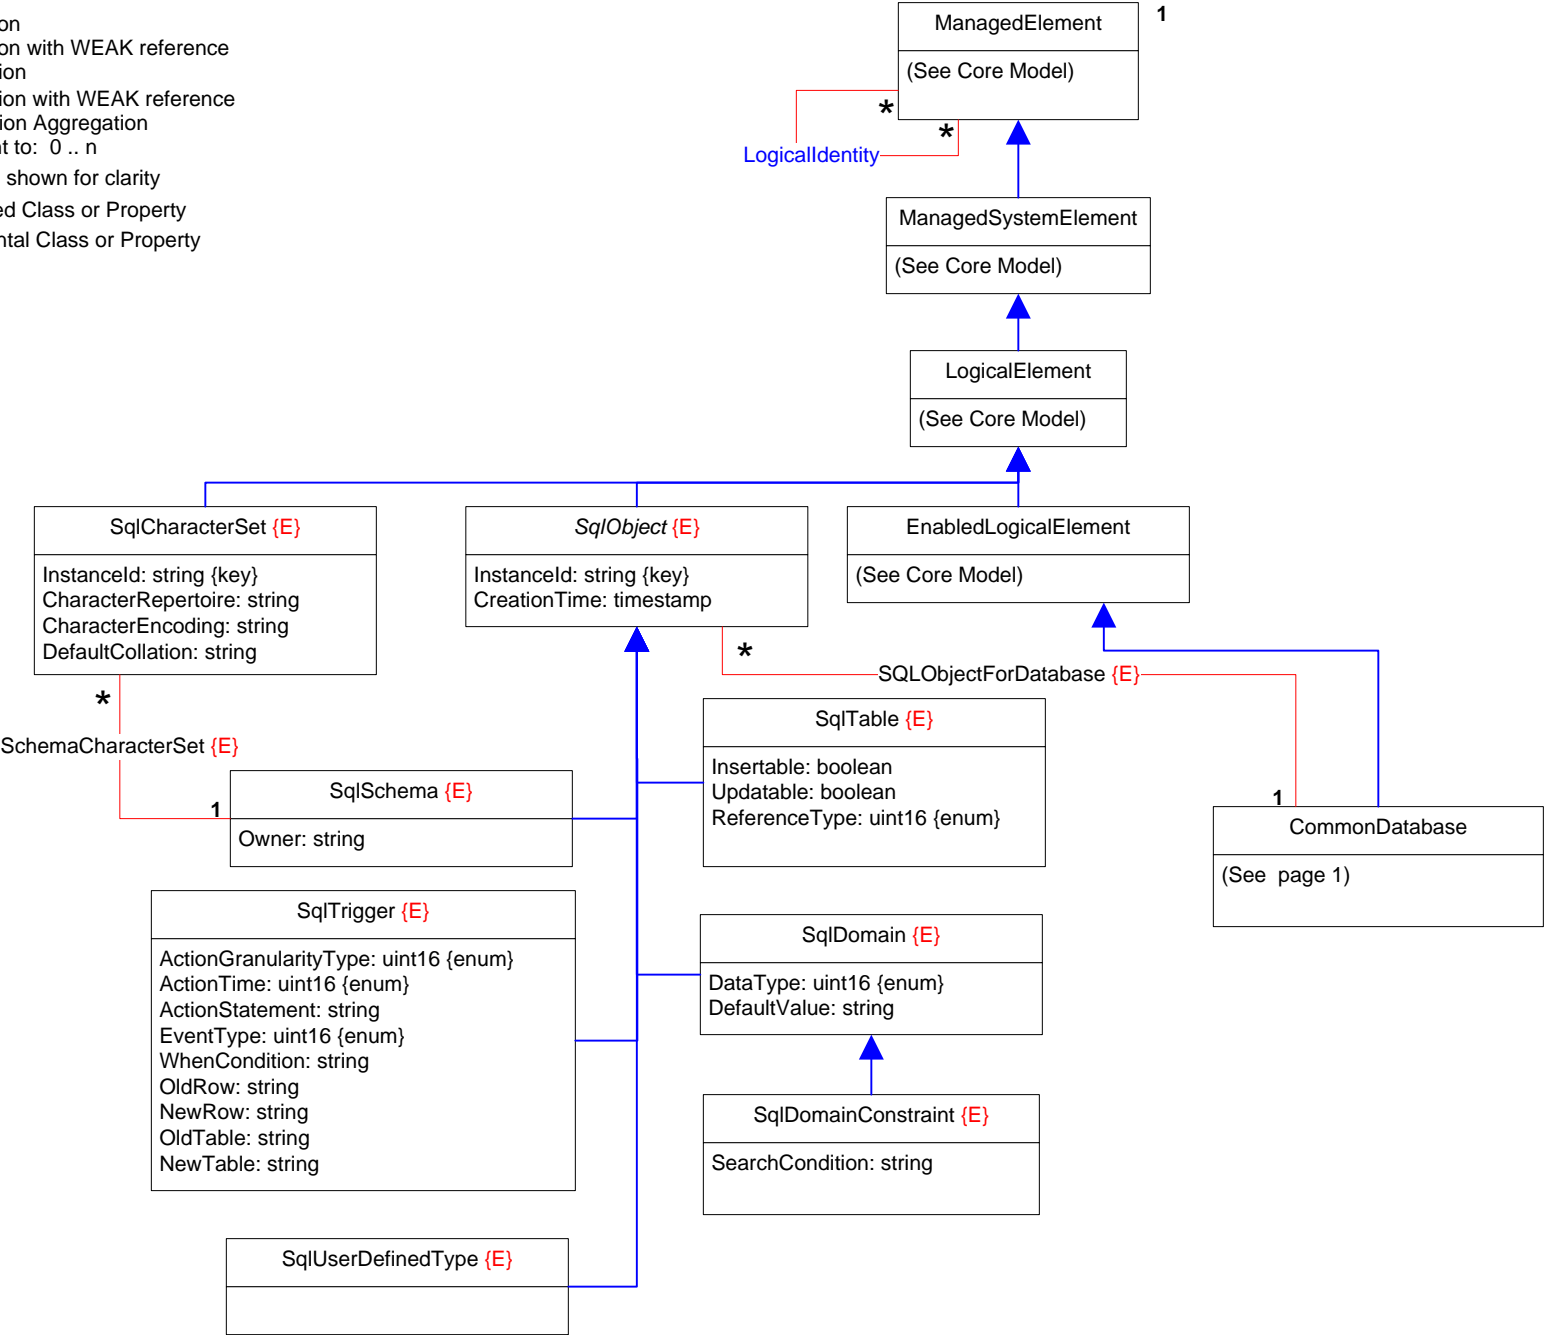 on
on with WEAK reference
ion
ion with WEAK reference
ion Aggregation
nt to: 0 .. n
shown for clarity
ed Class or Property
ntal Class or Property
ManagedElement
1
(See Core Model)
*
*
LogicalIdentity
ManagedSystemElement
(See Core Model)
LogicalElement
(See Core Model)
SqlCharacterSet {E}
InstanceId: string {key}
CharacterRepertoire: string
CharacterEncoding: string
DefaultCollation: string
SqlObject {E}
InstanceId: string {key}
CreationTime: timestamp
EnabledLogicalElement
(See Core Model)
*
SQLObjectForDatabase {E}
*
SchemaCharacterSet {E}
1
SqlSchema {E}
Owner: string
SqlTable {E}
Insertable: boolean
Updatable: boolean
ReferenceType: uint16 {enum}
1
CommonDatabase
(See page 1)
SqlTrigger {E}
ActionGranularityType: uint16 {enum}
ActionTime: uint16 {enum}
ActionStatement: string
EventType: uint16 {enum}
WhenCondition: string
OldRow: string
NewRow: string
OldTable: string
NewTable: string
SqlDomain {E}
DataType: uint16 {enum}
DefaultValue: string
SqlDomainConstraint {E}
SearchCondition: string
SqlUserDefinedType {E}